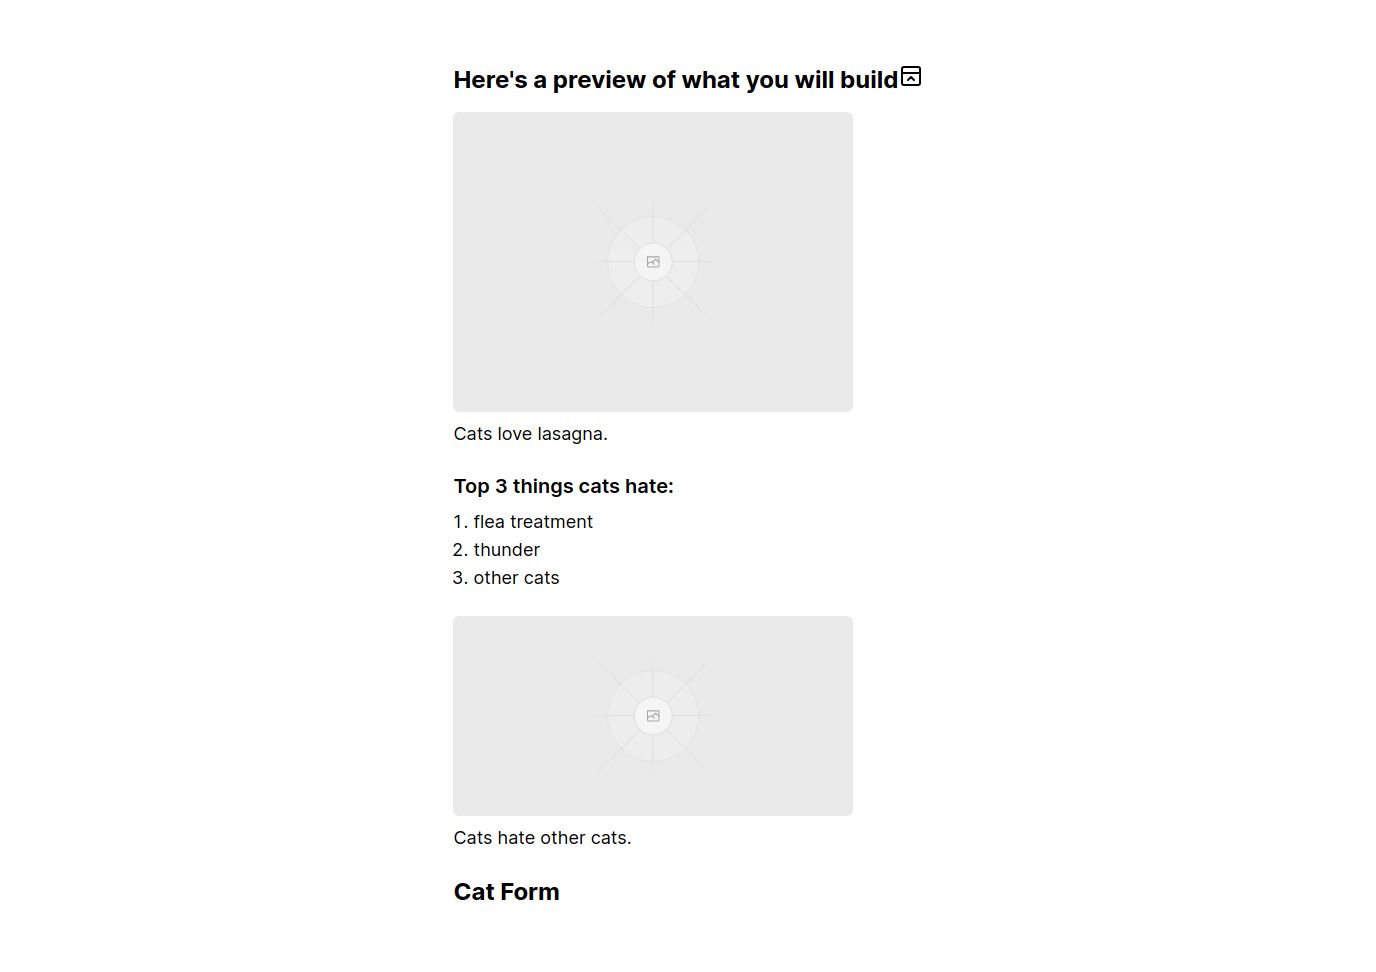 Here's a preview of what you will build
Cats love lasagna.
Top 3 things cats hate:
1. flea treatment
2. thunder
3. other cats
Cats hate other cats.
Cat Form